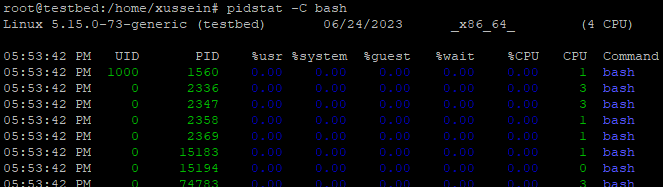 root@testbed:/home/xussein# pidstat -C bash
Linux 5.15.0-73-generic (testbed) 06/24/2023 _x86_64_ (4 CPU)
05:53:42 PM UID PID %usr %system %guest %wait %CPU CPU Command
05:53:42 PM 1000 1560 0.00 0.00 0.00 0.00 0.00 1 bash
05:53:42 PM 0 2336 0.00 0.00 0.00 0.00 0.00 3 bash
05:53:42 PM 0 2347 0.00 0.00 0.00 0.00 0.00 3 bash
05:53:42 PM 0 2358 0.00 0.00 0.00 0.00 0.00 1 bash
05:53:42 PM 0 2369 0.00 0.00 0.00 0.00 0.00 1 bash
05:53:42 PM 0 15183 0.00 0.00 0.00 0.00 0.00 1 bash
05:53:42 PM 0 15194 0.00 0.00 0.00 0.00 0.00 0 bash
05:53:42 PM 0 74783 0.00 0.00 0.00 0.00 0.00 3 bash